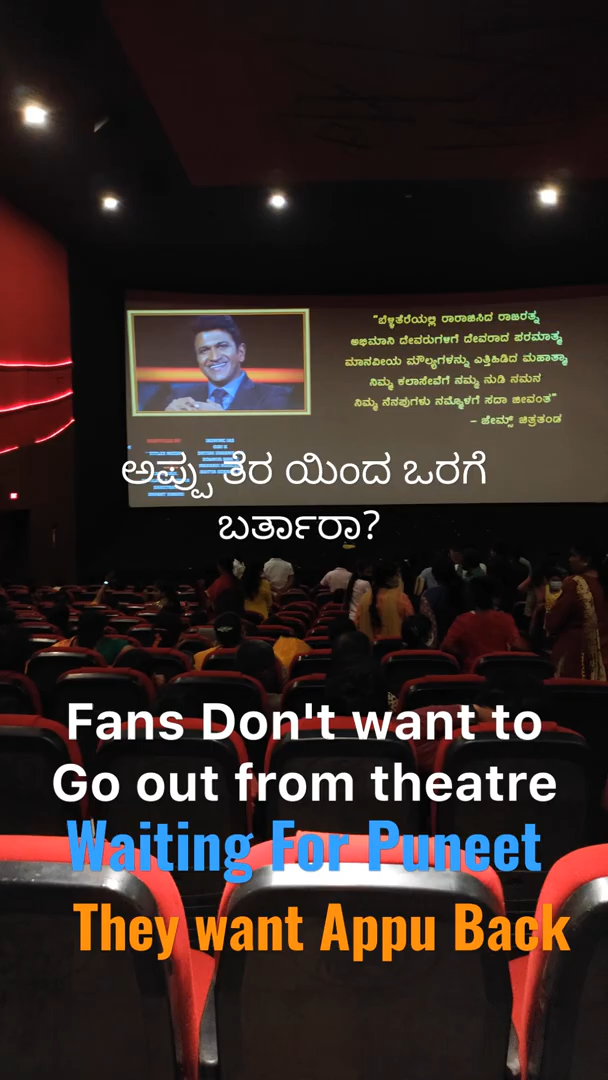 "ಬೆಳ್ಳಿತೆರೆಯಲ್ಲಿ ರಾರಾಜಿಸಿದ ರಾಜರತ್ನ
ಅಭಿಮಾನಿ ದೇವರುಗಳಿಗೆ ದೇವರಾದ ಪರಮಾತ್ಮ
ಮಾನವೀಯ ಮೌಲ್ಯಗಳನ್ನು ಎತ್ತಿಹಿಡಿದ ಮಹಾತ್ಮಾ
ನಿಮ್ಮ ಕಲಾಸೇವೆಗೆ ನಮ್ಮ ನುಡಿ ನಮನ
ನಿಮ್ಮ ನೆನಪುಗಳು ನಮ್ಮೊಳಗೆ ಸದಾ ಜೀವಂತ"
– ಜೇಮ್ಸ್ ಚಿತ್ರತಂಡ
ಅಪ್ಪು ತೆರ ಯಿಂದ ಒರಗೆ
ಬರ್ತಾರಾ?
Fans Don't want to
Go out from theatre
Waiting For Puneet
They want Appu Back